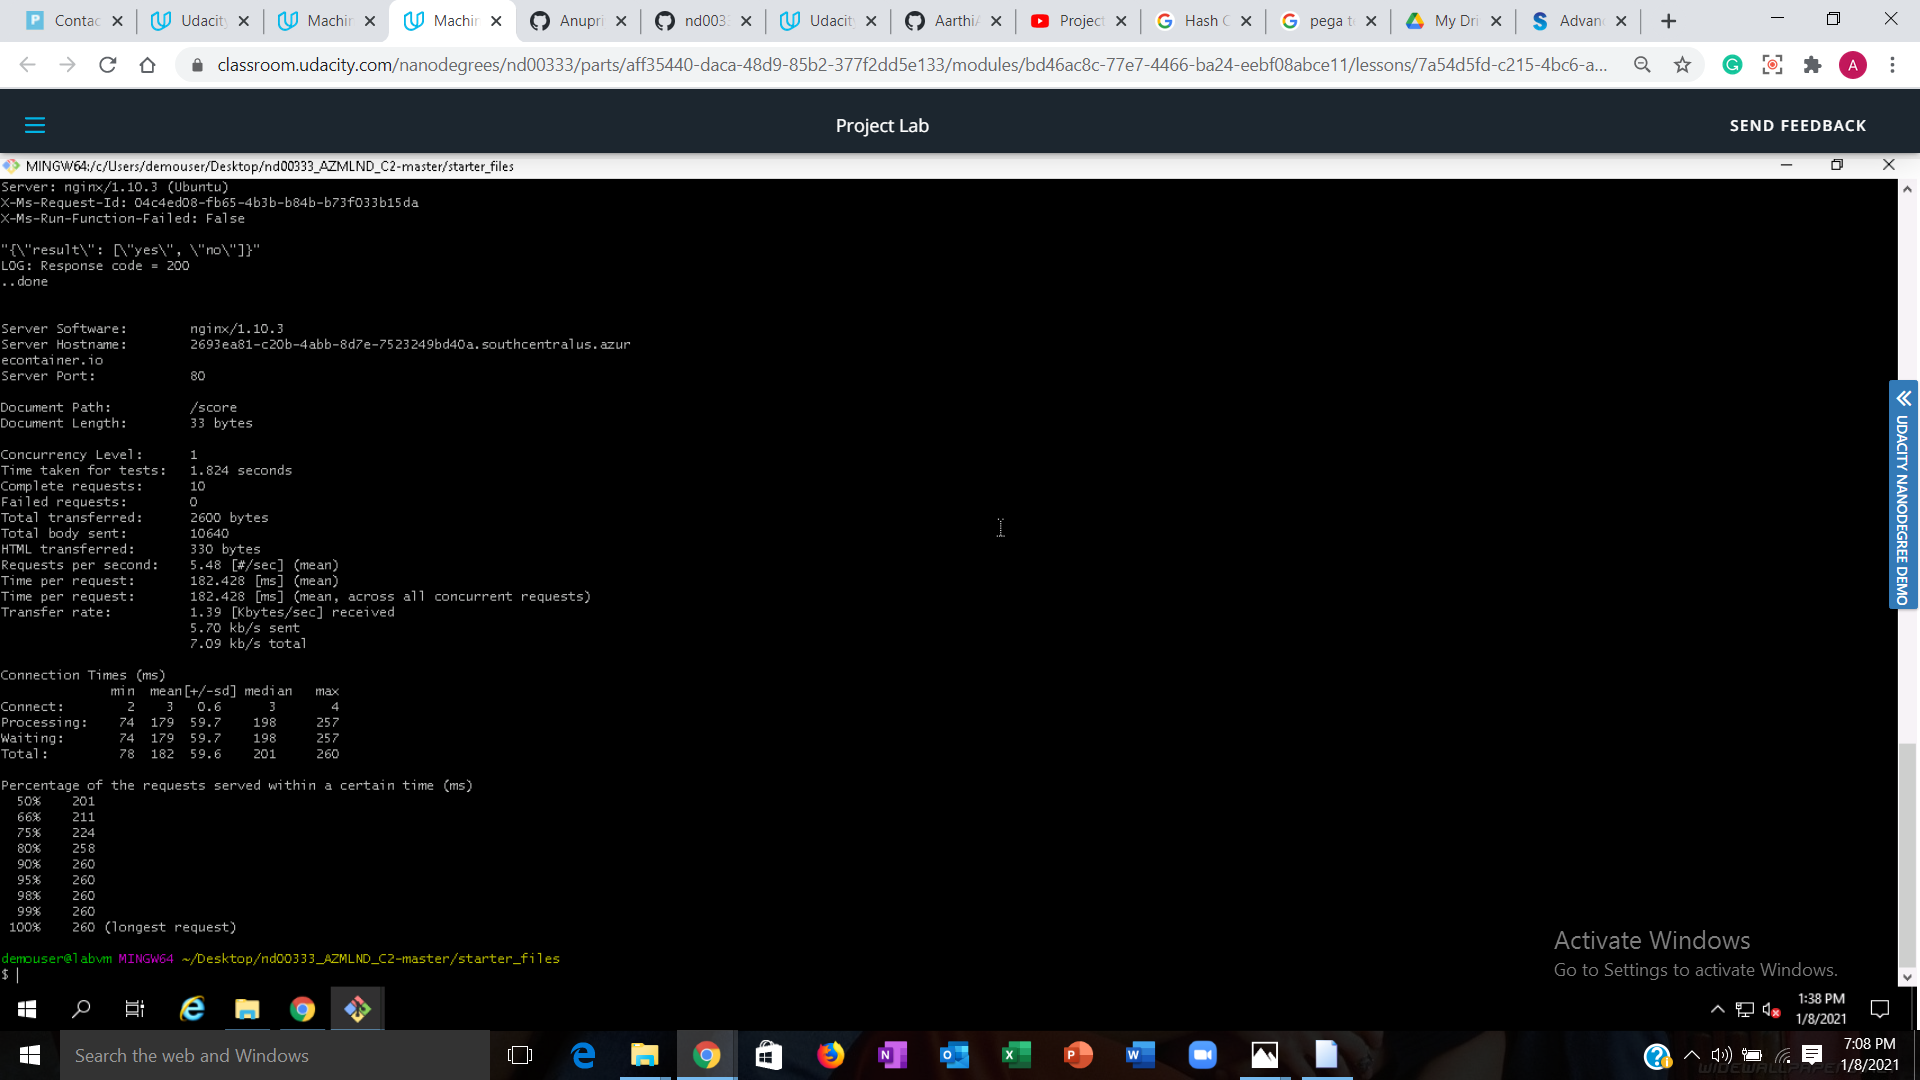 Contac
Udacity
Machin
Machin
Anupri
nd0033
Udacity
Aarthi
Project
Hash C
pega t
My Dri
Advan
classroom.udacity.com/nanodegrees/nd00333/parts/aff35440-daca-48d9-85b2-377f2dd5e133/modules/bd46ac8c-77e7-4466-ba24-eebf08abce11/lessons/7a54d5fd-c215-4bc6-a...
A
Project Lab
SEND FEEDBACK
MINGW64:/c/Users/demouser/Desktop/nd00333_AZMLND_C2-master/starter_files
Server: nginx/1.10.3 (Ubuntu)
X-Ms-Request-Id: 04c4ed08-fb65-4b3b-b84b-b73f033b15da
X-Ms-Run-Function-Failed: False
"{\"result\": [\"yes\", \"no\"]}"
LOG: Response code = 200
..done
Server Software: nginx/1.10.3
Server Hostname: 2693ea81-c20b-4abb-8d7e-7523249bd40a.southcentralus.azur
econtainer.io
Server Port: 80
Document Path: /score
Document Length: 33 bytes
Concurrency Level: 1
Time taken for tests: 1.824 seconds
Complete requests: 10
Failed requests: 0
Total transferred: 2600 bytes
Total body sent: 10640
HTML transferred: 330 bytes
Requests per second: 5.48 [#/sec] (mean)
Time per request: 182.428 [ms] (mean)
Time per request: 182.428 [ms] (mean, across all concurrent requests)
Transfer rate: 1.39 [Kbytes/sec] received
5.70 kb/s sent
7.09 kb/s total
Connection Times (ms)
min mean[+/-sd] median max
Connect: 2 3 0.6 3 4
Processing: 74 179 59.7 198 257
Waiting: 74 179 59.7 198 257
Total: 78 182 59.6 201 260
Percentage of the requests served within a certain time (ms)
50% 201
66% 211
75% 224
80% 258
90% 260
95% 260
98% 260
99% 260
100% 260 (longest request)
demouser@labvm MINGW64 ~/Desktop/nd00333_AZMLND_C2-master/starter_files
$
UDACITY NANODEGREE DEMO
Activate Windows
Go to Settings to activate Windows.
1:38 PM
1/8/2021
Search the web and Windows
7:08 PM
1/8/2021